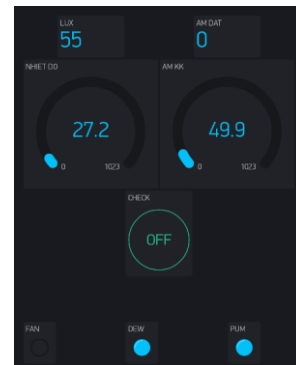 LUX
55
AM DAT
0
NHIET DO
27.2
0 1023
AM KK
49.9
0 1023
CHECK
OFF
FAN
DEW
PUM